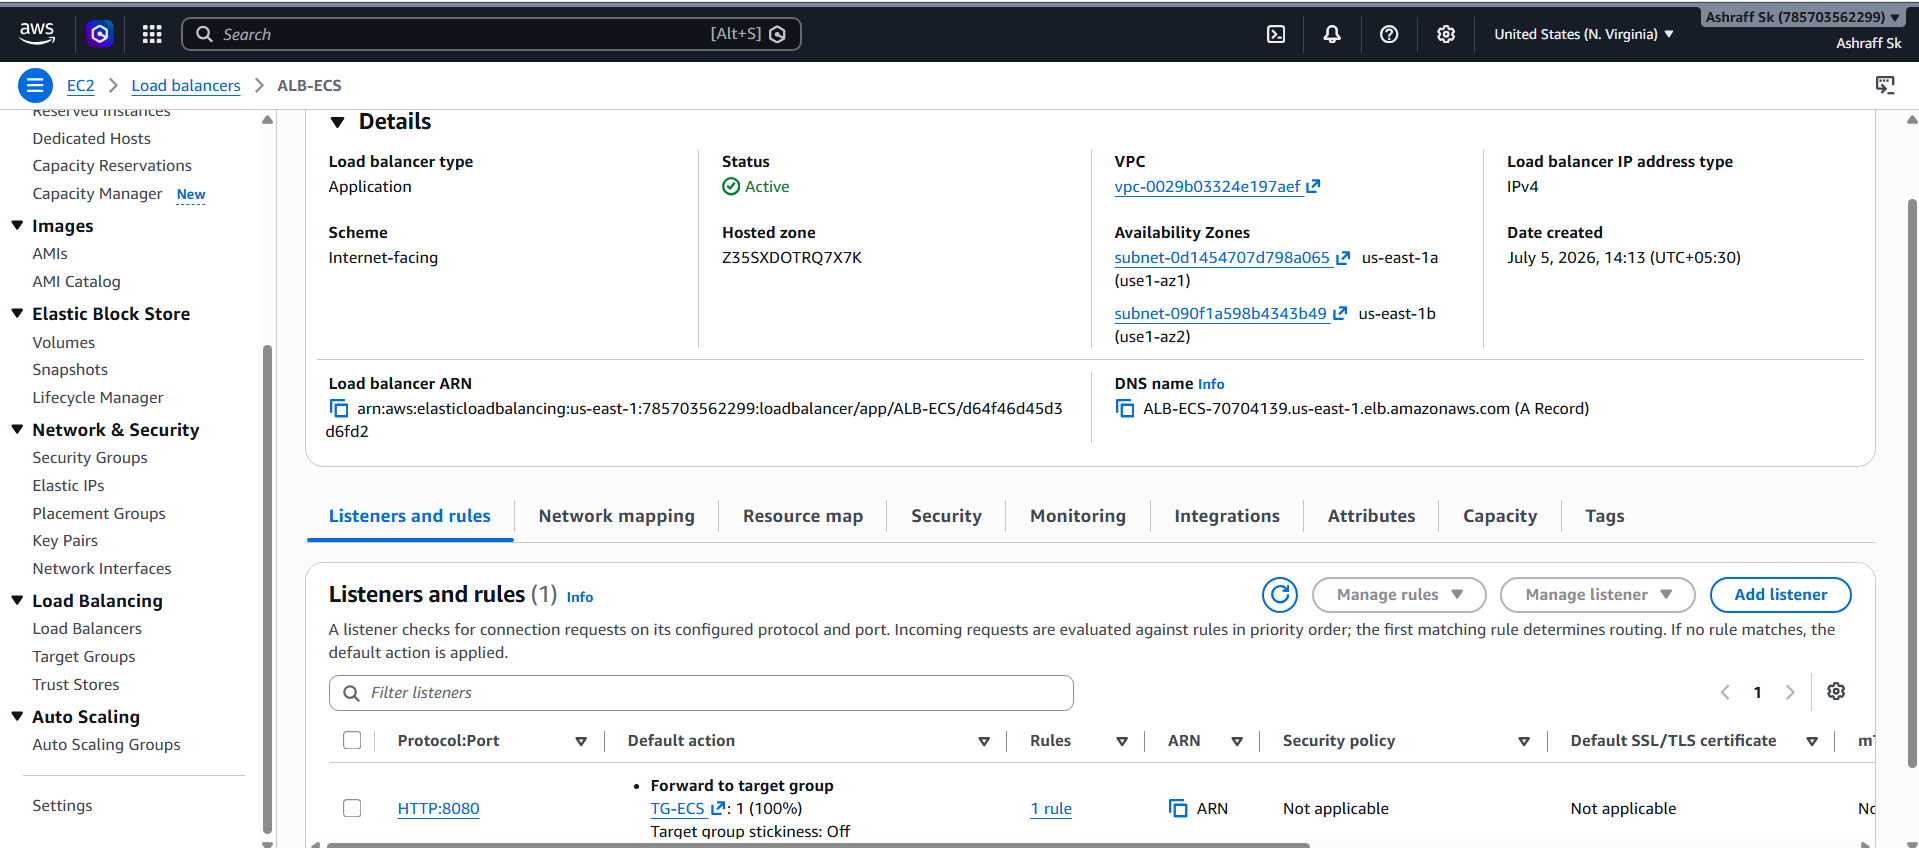 aws
Search
[Alt+S]
United States (N. Virginia)
Ashraff Sk (785703562299)
Ashraff Sk
EC2
Load balancers
ALB-ECS
Reserved Instances
Dedicated Hosts
Capacity Reservations
Capacity Manager New
Images
AMIs
AMI Catalog
Elastic Block Store
Volumes
Snapshots
Lifecycle Manager
Network & Security
Security Groups
Elastic IPs
Placement Groups
Key Pairs
Network Interfaces
Load Balancing
Load Balancers
Target Groups
Trust Stores
Auto Scaling
Auto Scaling Groups
Settings
Details
Load balancer type
Application
Status
Active
VPC
vpc-0029b03324e197aef
Load balancer IP address type
IPv4
Scheme
Internet-facing
Hosted zone
Z35SXDOTRQ7X7K
Availability Zones
subnet-0d1454707d798a065 us-east-1a
(use1-az1)
subnet-090f1a598b4343b49 us-east-1b
(use1-az2)
Date created
July 5, 2026, 14:13 (UTC+05:30)
Load balancer ARN
arn:aws:elasticloadbalancing:us-east-1:785703562299:loadbalancer/app/ALB-ECS/d64f46d45d3
d6fd2
DNS name Info
ALB-ECS-70704139.us-east-1.elb.amazonaws.com (A Record)
Listeners and rules
Network mapping
Resource map
Security
Monitoring
Integrations
Attributes
Capacity
Tags
Listeners and rules (1) Info
Manage rules
Manage listener
Add listener
A listener checks for connection requests on its configured protocol and port. Incoming requests are evaluated against rules in priority order; the first matching rule determines routing. If no rule matches, the
default action is applied.
Filter listeners
1
Protocol:Port
Default action
Rules
ARN
Security policy
Default SSL/TLS certificate
HTTP:8080
• Forward to target group
TG-ECS : 1 (100%)
Target group stickiness: Off
1 rule
ARN
Not applicable
Not applicable